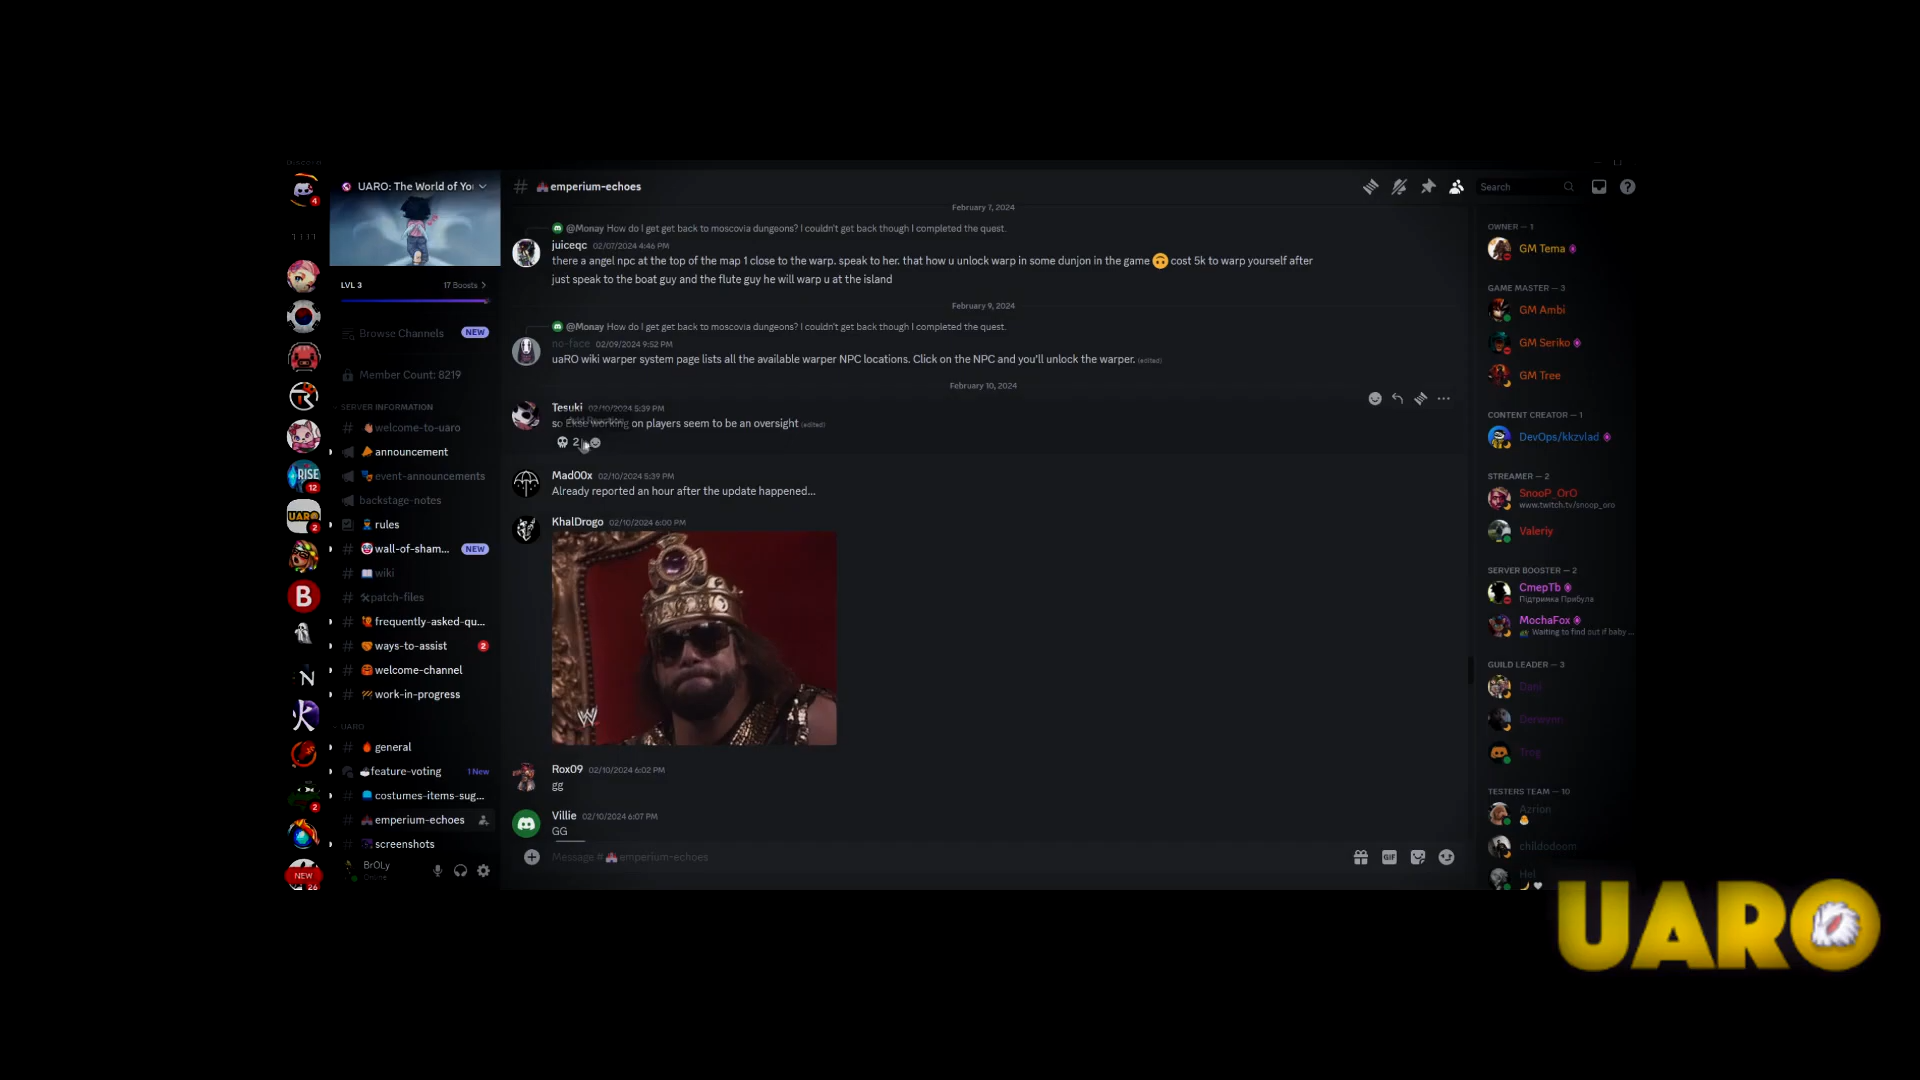 UARO: The World of Yo
LVL 3
17 Boosts
Browse Channels
NEW
Member Count: 8219
SERVER INFORMATION
welcome-to-uaro
announcement
event-announcements
backstage-notes
rules
wall-of-sham...
NEW
wiki
patch-files
frequently-asked-qu...
ways-to-assist
2
welcome-channel
work-in-progress
UARO
general
feature-voting
1 New
costumes-items-sug...
emperium-echoes
screenshots
BrOLy
Online
4
RISE
12
UARO
2
B
N
火
2
NEW
26
# emperium-echoes
Search
February 7, 2024
@Monay How do I get get back to moscovia dungeons? I couldn't get back though I completed the quest.
juiceqc 02/07/2024 4:46 PM
there a angel npc at the top of the map 1 close to the warp. speak to her. that how u unlock warp in some dunjon in the game cost 5k to warp yourself after
just speak to the boat guy and the flute guy he will warp u at the island
February 9, 2024
@Monay How do I get get back to moscovia dungeons? I couldn't get back though I completed the quest.
no-face 02/09/2024 9:52 PM
uaRO wiki warper system page lists all the available warper NPC locations. Click on the NPC and you'll unlock the warper. (edited)
February 10, 2024
Tesuki 02/10/2024 5:39 PM
so working on players seem to be an oversight (edited)
2
Mad00x 02/10/2024 5:39 PM
Already reported an hour after the update happened...
KhalDrogo 02/10/2024 6:00 PM
W
Rox09 02/10/2024 6:02 PM
gg
Villie 02/10/2024 6:07 PM
GG
Message # emperium-echoes
GIF
OWNER — 1
GM Tema
GAME MASTER — 3
GM Ambi
GM Seriko
GM Tree
CONTENT CREATOR — 1
DevOps/kkzvlad
STREAMER — 2
SnooP_OrO
www.twitch.tv/snoop_oro
Valeriy
SERVER BOOSTER — 2
СмерТЬ
Підтримка Прибула
MochaFox
Waiting to find out if baby ...
GUILD LEADER — 3
Dani
Trog
TESTERS TEAM — 10
Azrion
childodoom
Hel
UARO